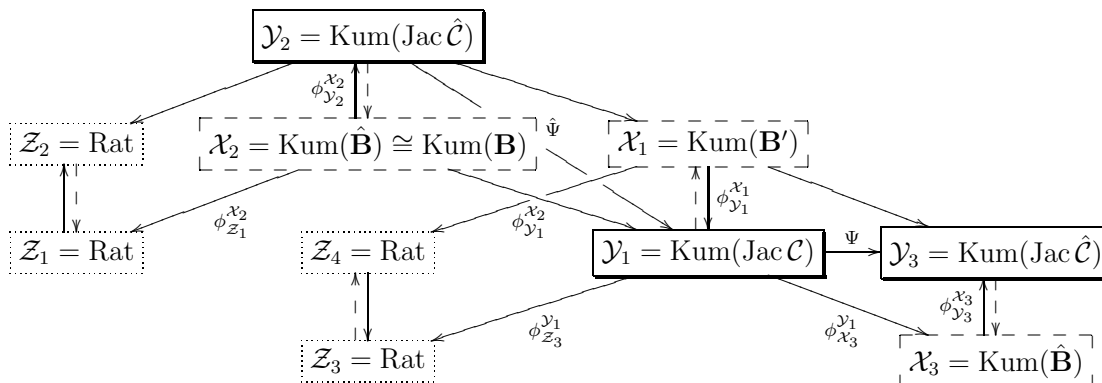 𝒴₂ = Kum(Jac 𝒞̂)
ϕ^{𝒳₂}_{𝒴₂}
𝒵₂ = Rat
𝒳₂ = Kum(𝐁̂) ≅ Kum(𝐁)
Ψ̂
𝒳₁ = Kum(𝐁′)
ϕ^{𝒳₂}_{𝒵₁}
ϕ^{𝒳₂}_{𝒴₁}
ϕ^{𝒳₁}_{𝒴₁}
𝒵₁ = Rat
𝒵₄ = Rat
𝒴₁ = Kum(Jac 𝒞)
Ψ
𝒴₃ = Kum(Jac 𝒞̂)
ϕ^{𝒴₁}_{𝒵₃}
ϕ^{𝒴₁}_{𝒳₃}
ϕ^{𝒳₃}_{𝒴₃}
𝒵₃ = Rat
𝒳₃ = Kum(𝐁̂)